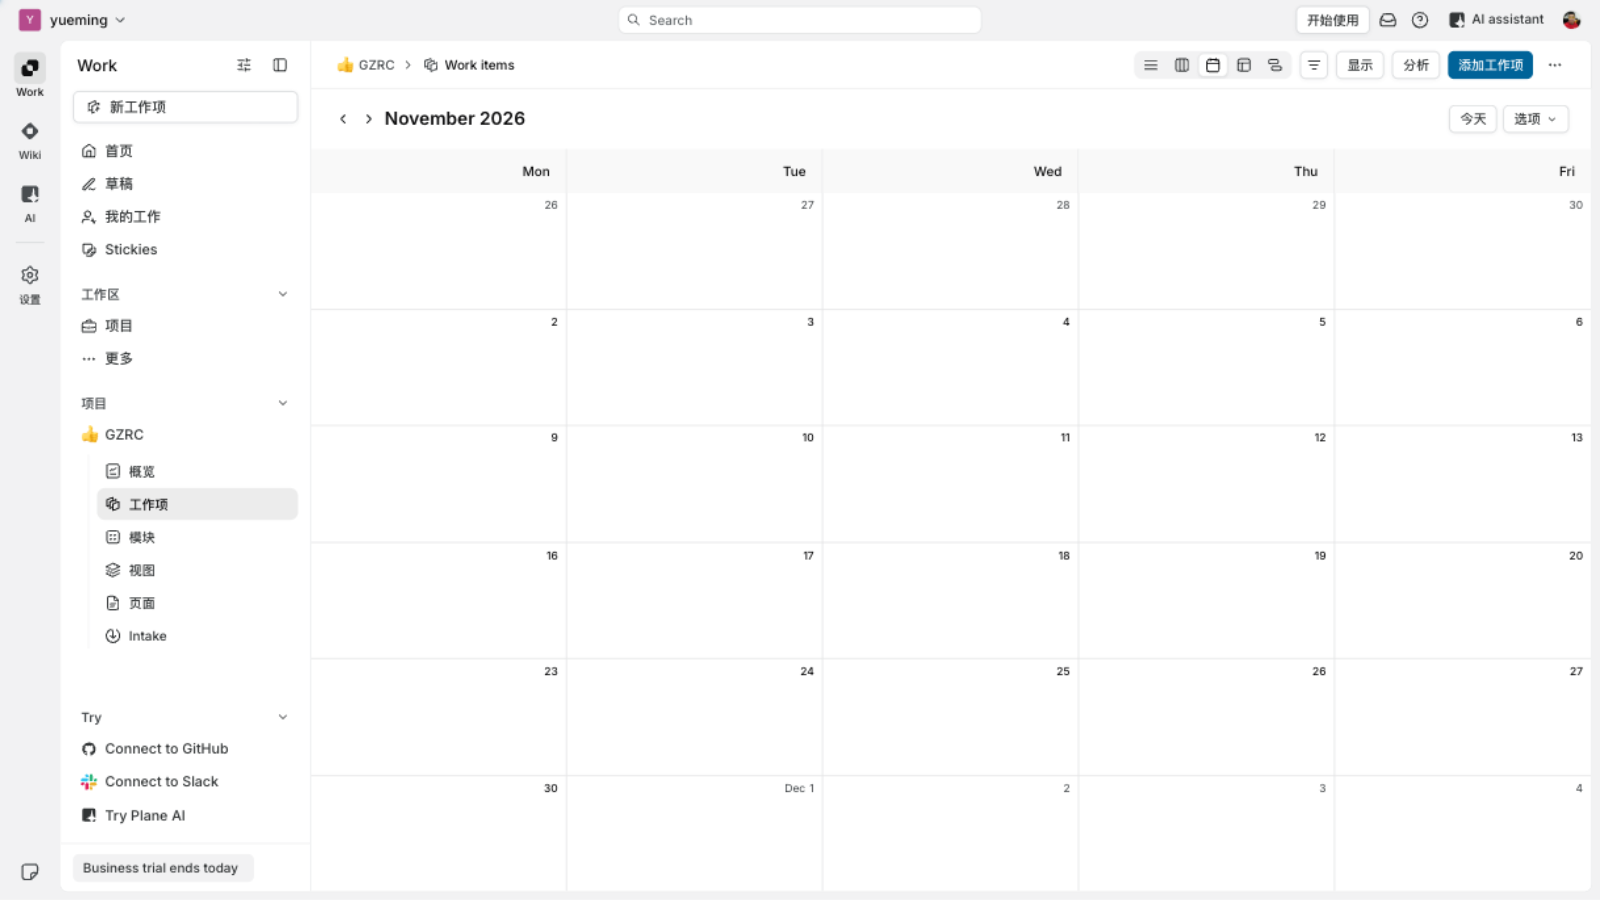 Y yueming
Search
开始使用
AI assistant
Work
Wiki
AI
设置
Work
新工作项
首页
草稿
我的工作
Stickies
工作区
项目
更多
项目
GZRC
概览
工作项
模块
视图
页面
Intake
Try
Connect to GitHub
Connect to Slack
Try Plane AI
Business trial ends today
GZRC Work items
显示
分析
添加工作项
November 2026
今天
选项
Mon Tue Wed Thu Fri
26 27 28 29 30
2 3 4 5 6
9 10 11 12 13
16 17 18 19 20
23 24 25 26 27
30 Dec 1 2 3 4